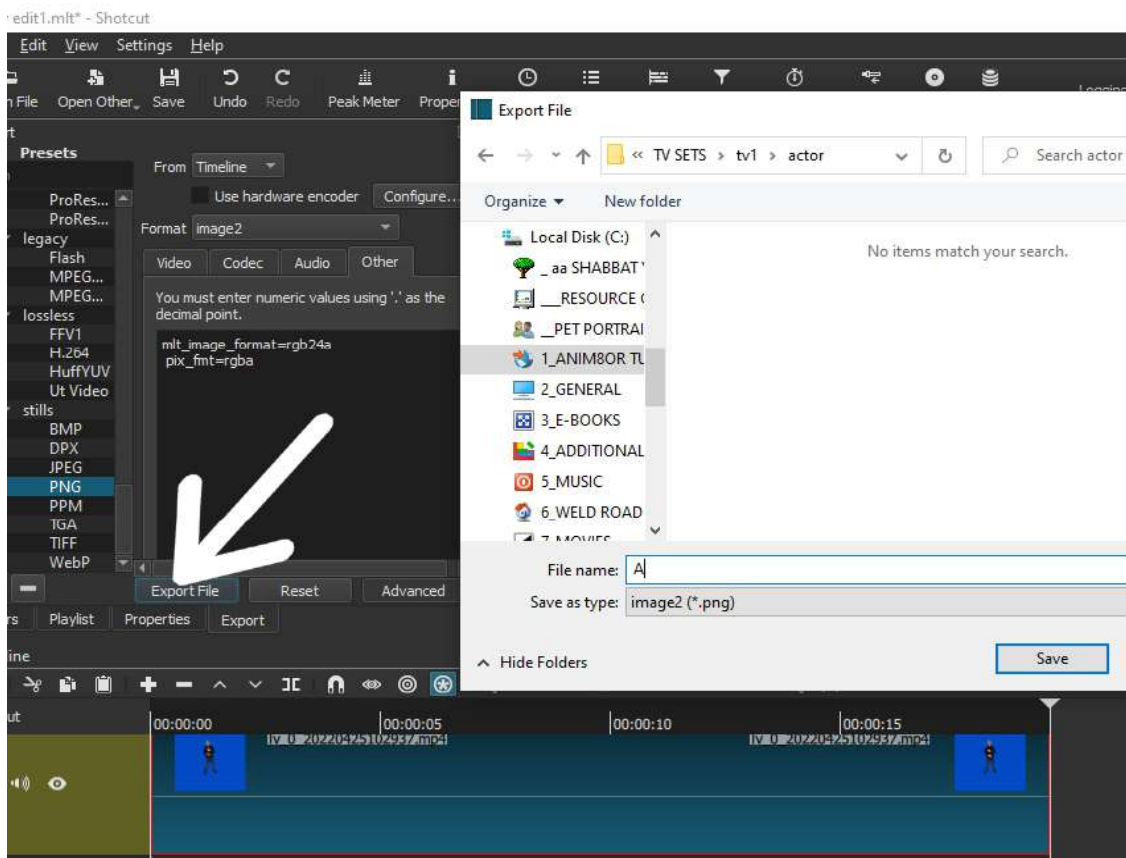 edit1.mlt* - Shotcut
Edit View Settings Help
File Open Other Save Undo Redo Peak Meter Proper
Presets
From Timeline
Use hardware encoder Configure...
Format image2
Video Codec Audio Other
You must enter numeric values using '.' as the
decimal point.
mlt_image_format=rgb24a
pix_fmt=rgba
ProRes...
ProRes...
legacy
Flash
MPEG...
MPEG...
lossless
FFV1
H.264
HuffYUV
Ut Video
stills
BMP
DPX
JPEG
PNG
PPM
TGA
TIFF
WebP
Export File Reset Advanced
Playlist Properties Export
Export File
« TV SETS > tv1 > actor
Search actor
Organize New folder
Local Disk (C:)
_ aa SHABBAT
___RESOURCE
__PET PORTRAI
1_ANIM8OR TU
2_GENERAL
3_E-BOOKS
4_ADDITIONAL
5_MUSIC
6_WELD ROAD
7_MOVIES
No items match your search.
File name: A
Save as type: image2 (*.png)
Hide Folders
Save
00:00:00 00:00:05 00:00:10 00:00:15
lv_0_20220425102937.mp4 lv_0_20220425102937.mp4